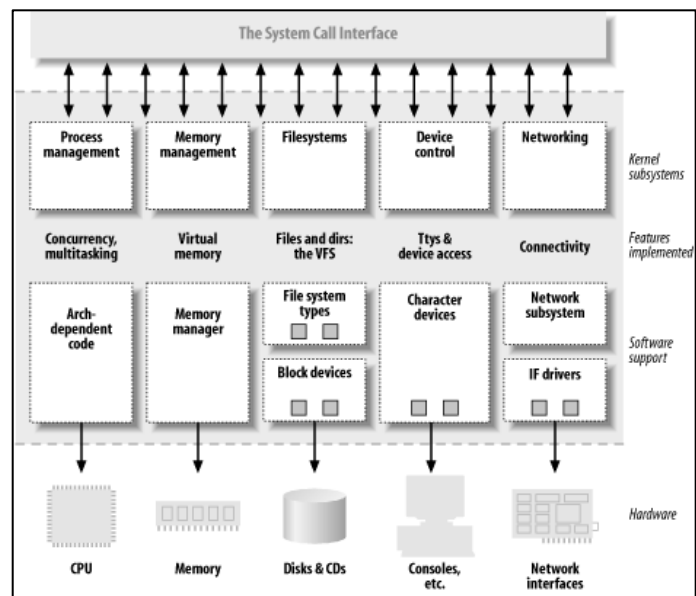 The System Call Interface
Process
management
Memory
management
Filesystems
Device
control
Networking
Kernel
subsystems
Concurrency,
multitasking
Virtual
memory
Files and dirs:
the VFS
Ttys &
device access
Connectivity
Features
implemented
Arch-
dependent
code
Memory
manager
File system
types
Block devices
Character
devices
Network
subsystem
IF drivers
Software
support
Hardware
CPU
Memory
Disks & CDs
Consoles,
etc.
Network
interfaces